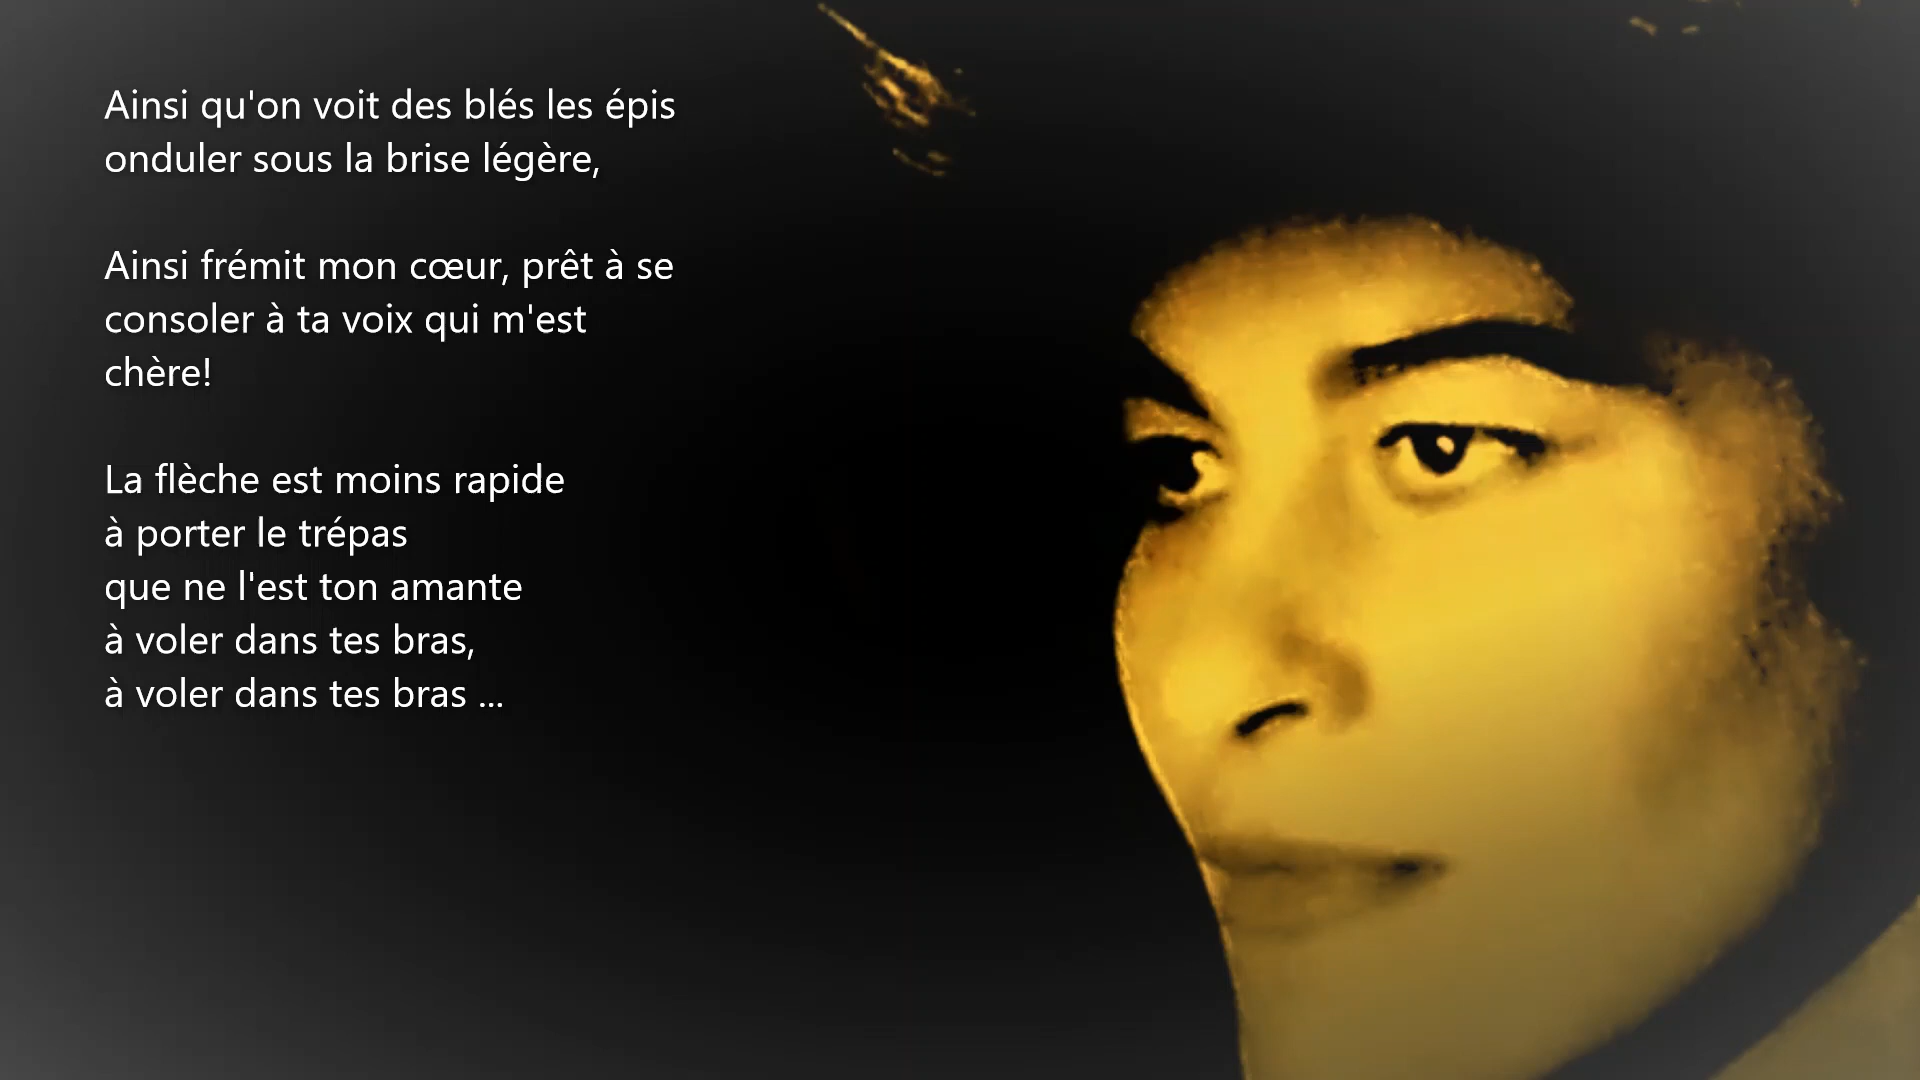 Ainsi qu'on voit des blés les épis
onduler sous la brise légère,
Ainsi frémit mon cœur, prêt à se
consoler à ta voix qui m'est
chère!
La flèche est moins rapide
à porter le trépas
que ne l'est ton amante
à voler dans tes bras,
à voler dans tes bras ...